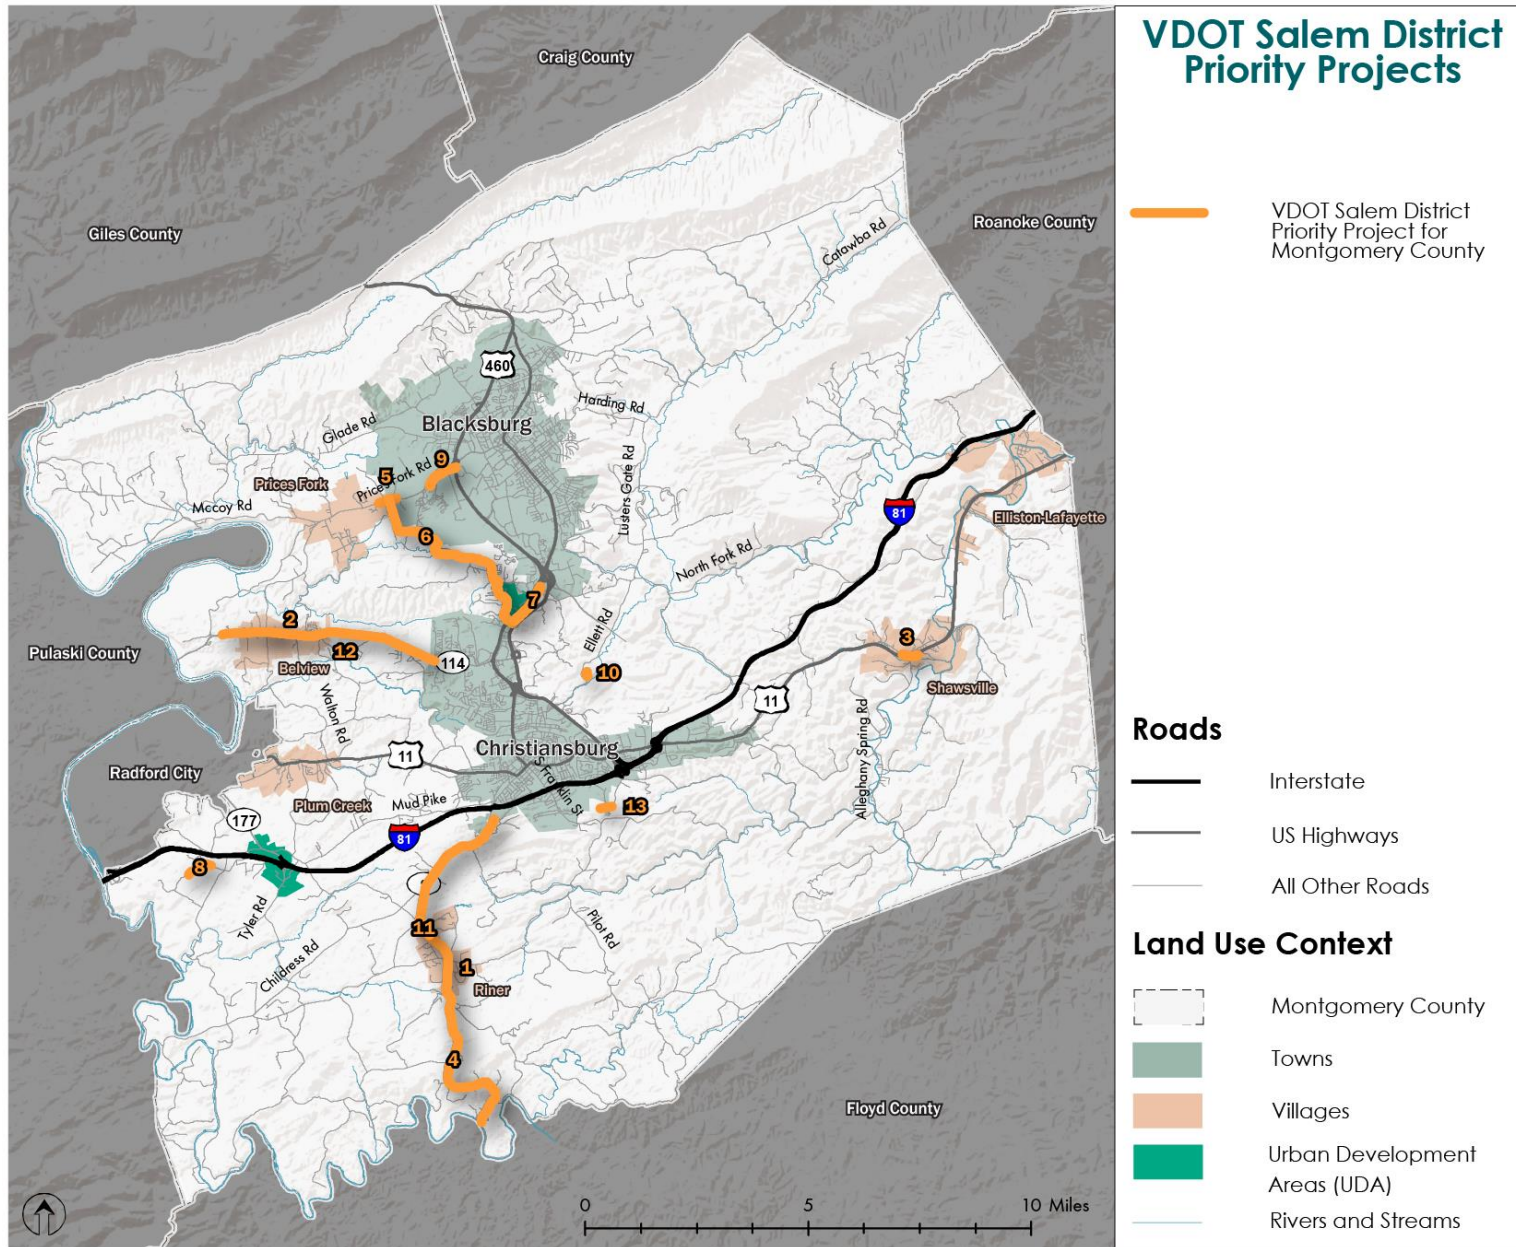 VDOT Salem District
Priority Projects
VDOT Salem District
Priority Project for
Montgomery County
Craig County
Giles County
Roanoke County
Catawba Rd
460
Harding Rd
Blacksburg
Glade Rd
9
Prices Fork Rd
5
Prices Fork
Lusters Gate Rd
Mccoy Rd
81
Elliston-Lafayette
6
North Fork Rd
7
Ellett Rd
2
3
Pulaski County
12
Belview
114
10
Shawsville
Walton Rd
11
Alleghany Spring Rd
Christiansburg
11
Radford City
S Franklin St
Plum Creek
Mud Pike
13
177
81
8
Tyler Rd
11
Pilot Rd
Childress Rd
1
Riner
4
Floyd County
0 5 10 Miles
Roads
Interstate
US Highways
All Other Roads
Land Use Context
Montgomery County
Towns
Villages
Urban Development
Areas (UDA)
Rivers and Streams